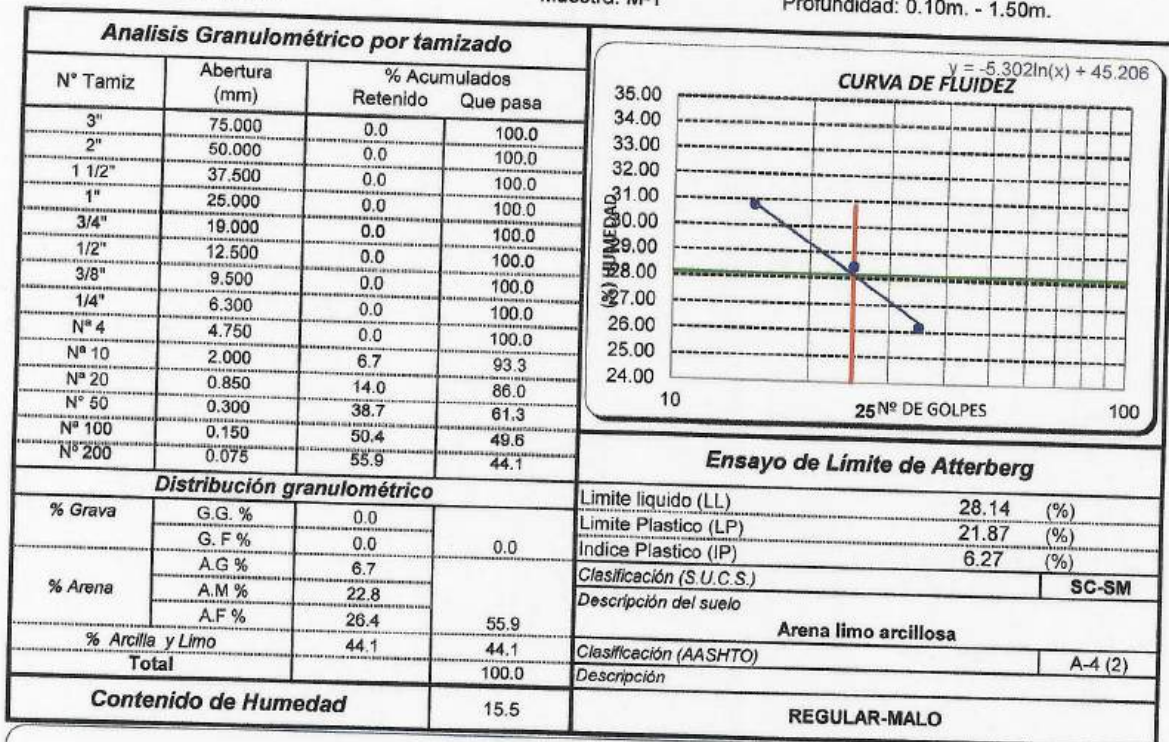 Muestra: M-1 Profundidad: 0.10m. - 1.50m.
Analisis Granulométrico por tamizado
N° Tamiz Abertura (mm) % Acumulados
Retenido Que pasa
3" 75.000 0.0 100.0
2" 50.000 0.0 100.0
1 1/2" 37.500 0.0 100.0
1" 25.000 0.0 100.0
3/4" 19.000 0.0 100.0
1/2" 12.500 0.0 100.0
3/8" 9.500 0.0 100.0
1/4" 6.300 0.0 100.0
Nª 4 4.750 0.0 100.0
Nª 10 2.000 6.7 93.3
Nª 20 0.850 14.0 86.0
N° 50 0.300 38.7 61.3
Nª 100 0.150 50.4 49.6
Nº 200 0.075 55.9 44.1
Distribución granulométrico
% Grava G.G. % 0.0
G. F % 0.0 0.0
% Arena A.G % 6.7
A.M % 22.8
A.F % 26.4 55.9
% Arcilla y Limo 44.1 44.1
Total 100.0
Contenido de Humedad 15.5
y = -5.302ln(x) + 45.206
CURVA DE FLUIDEZ
(%) HUMEDAD
35.00
34.00
33.00
32.00
31.00
30.00
29.00
28.00
27.00
26.00
25.00
24.00
10 25 Nº DE GOLPES 100
Ensayo de Límite de Atterberg
Limite liquido (LL) 28.14 (%)
Limite Plastico (LP) 21.87 (%)
Indice Plastico (IP) 6.27 (%)
Clasificación (S.U.C.S.) SC-SM
Descripción del suelo
Arena limo arcillosa
Clasificación (AASHTO) A-4 (2)
Descripción
REGULAR-MALO